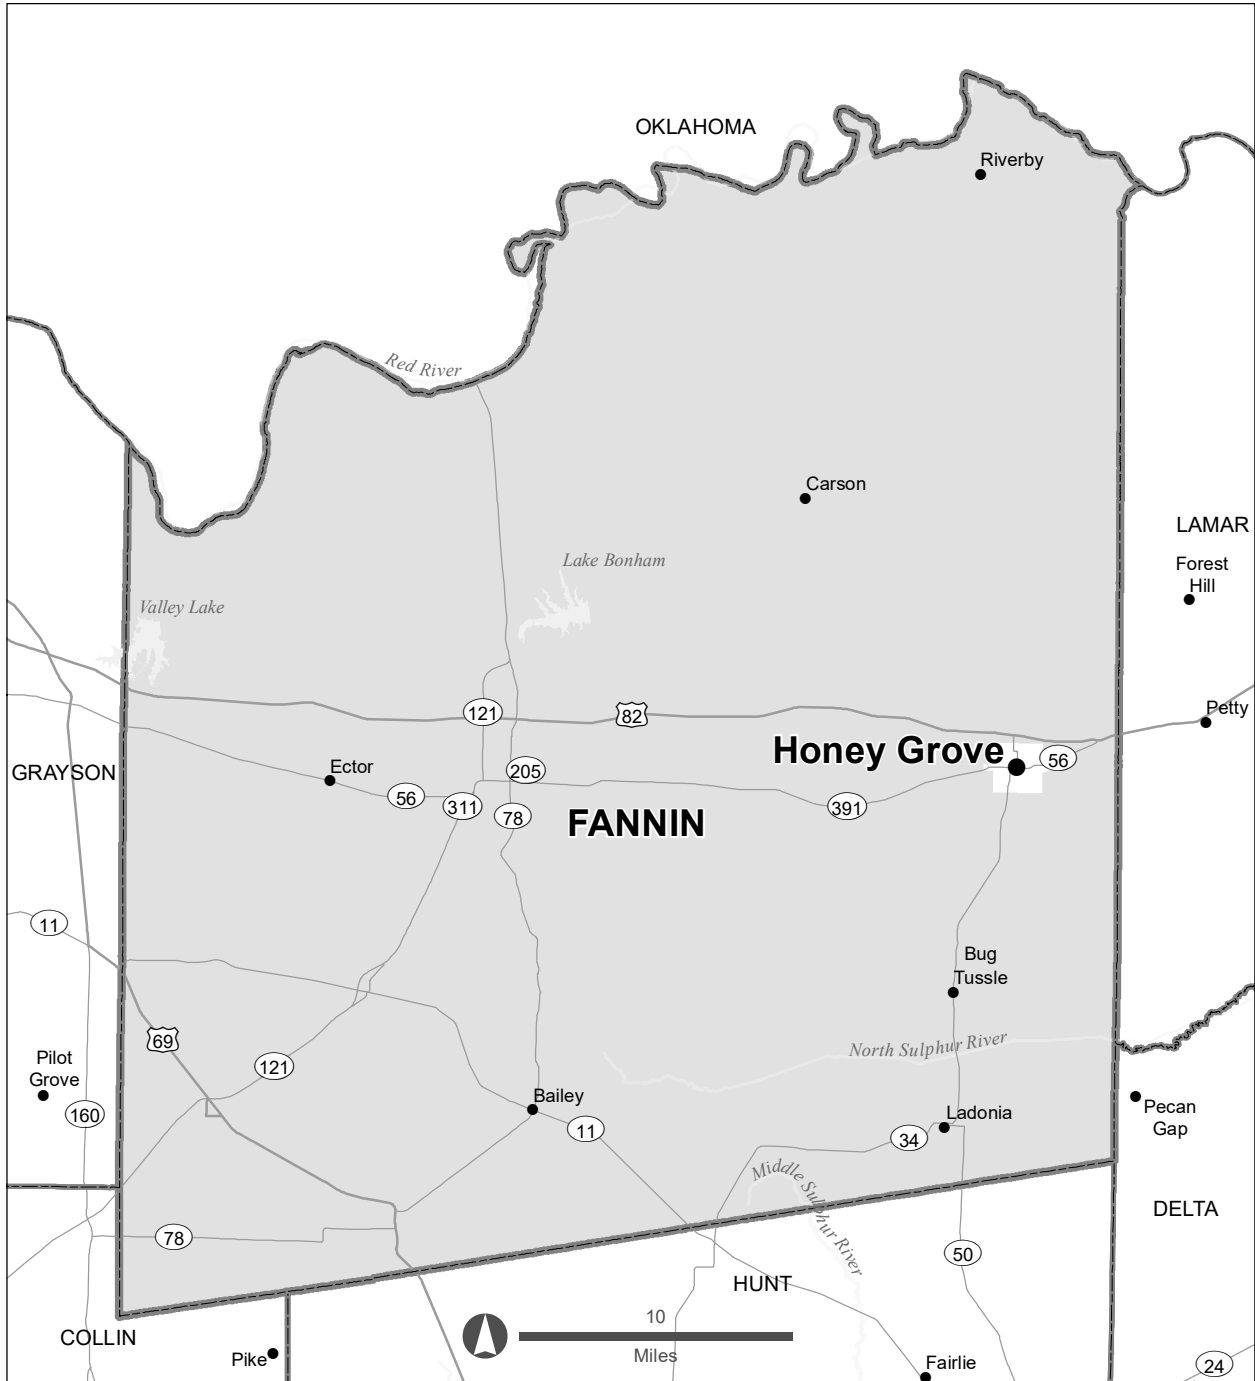 OKLAHOMA
Riverby
Red River
Carson
LAMAR
Lake Bonham
Forest
Hill
Valley Lake
Petty
121
82
Honey Grove
56
GRAYSON
Ector
205
56
311
78
FANNIN
391
11
Bug
Tussle
69
North Sulphur River
Pilot
Grove
121
160
Bailey
11
Ladonia
34
Pecan
Gap
Middle Sulphur River
DELTA
78
50
HUNT
10
Miles
COLLIN
Pike
Fairlie
24